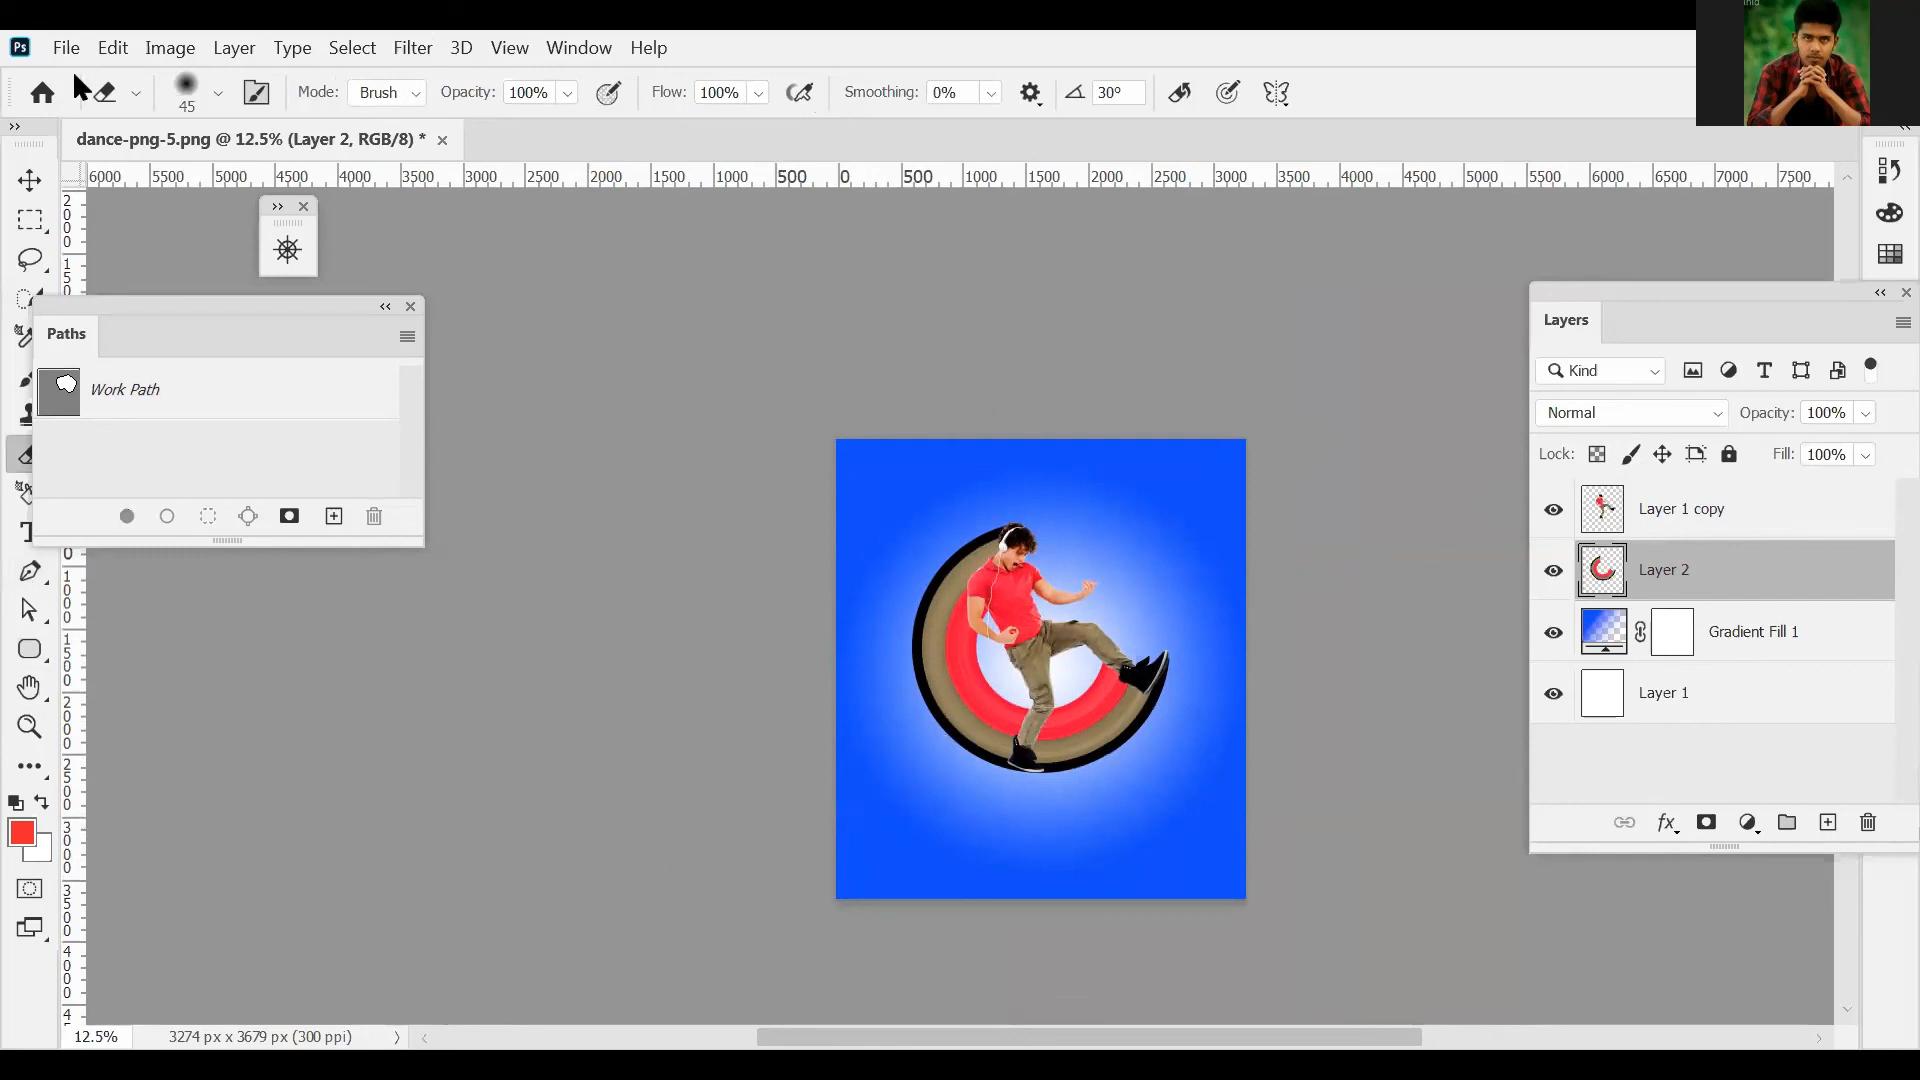 Ps File Edit Image Layer Type Select Filter 3D View Window Help
45 Mode: Brush Opacity: 100% Flow: 100% Smoothing: 0% 30°
dance-png-5.png @ 12.5% (Layer 2, RGB/8) *
6000 5500 5000 4500 4000 3500 3000 2500 2000 1500 1000 500 0 500 1000 1500 2000 2500 3000 3500 4000 4500 5000 5500 6000 6500 7000 7500
Paths
Work Path
Layers
Kind
Normal Opacity: 100%
Lock: Fill: 100%
Layer 1 copy
Layer 2
Gradient Fill 1
Layer 1
12.5% 3274 px x 3679 px (300 ppi)